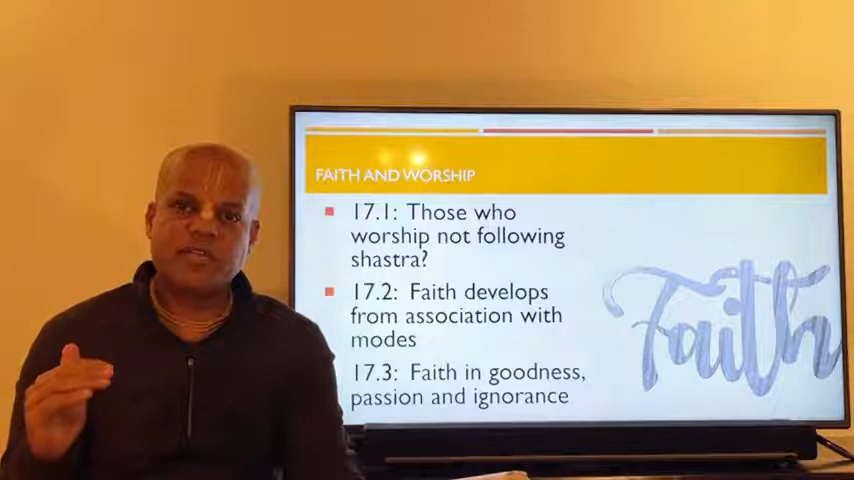 FAITH AND WORSHIP
17.1: Those who
worship not following
shastra?
17.2: Faith develops
from association with
modes
17.3: Faith in goodness,
passion and ignorance
Faith